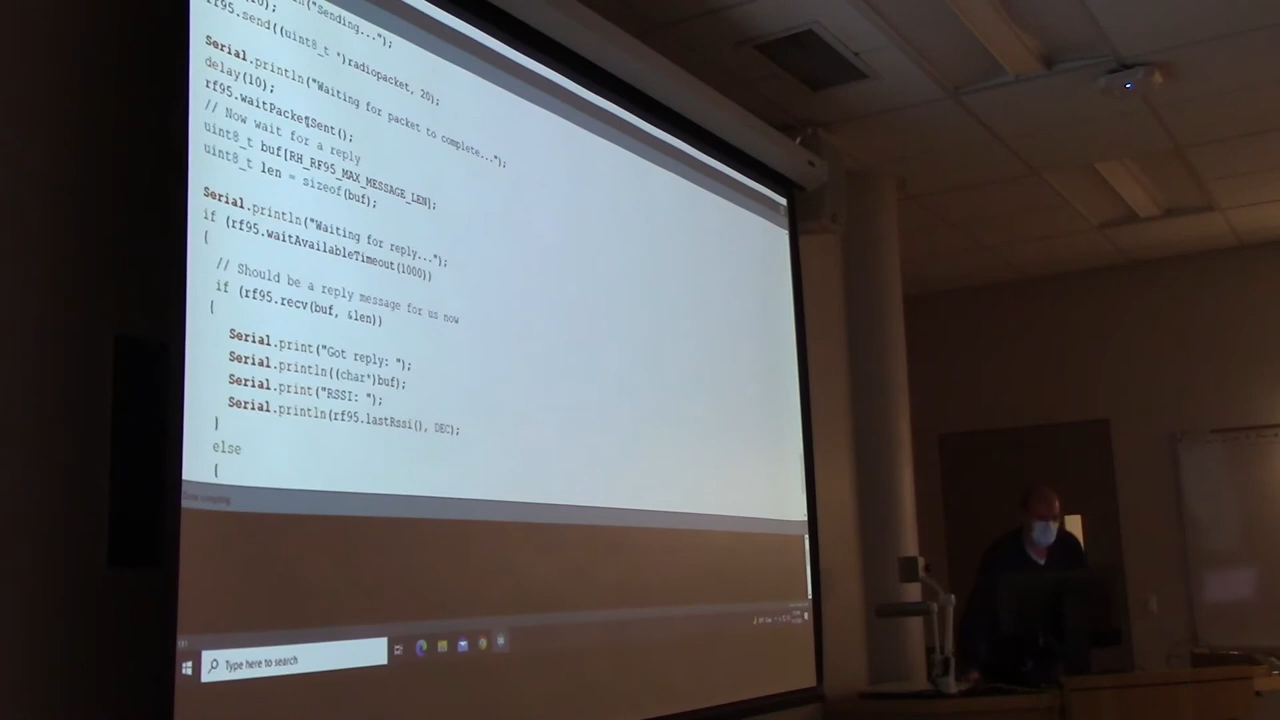 "Sending...");
rf95.send((uint8_t *)radiopacket, 20);
Serial.println("Waiting for packet to complete...");
delay(10);
rf95.waitPacketSent();
// Now wait for a reply
uint8_t buf[RH_RF95_MAX_MESSAGE_LEN];
uint8_t len = sizeof(buf);
Serial.println("Waiting for reply...");
if (rf95.waitAvailableTimeout(1000))
{
// Should be a reply message for us now
if (rf95.recv(buf, &len))
{
Serial.print("Got reply: ");
Serial.println((char*)buf);
Serial.print("RSSI: ");
Serial.println(rf95.lastRssi(), DEC);
}
else
{
Done compiling
Type here to search